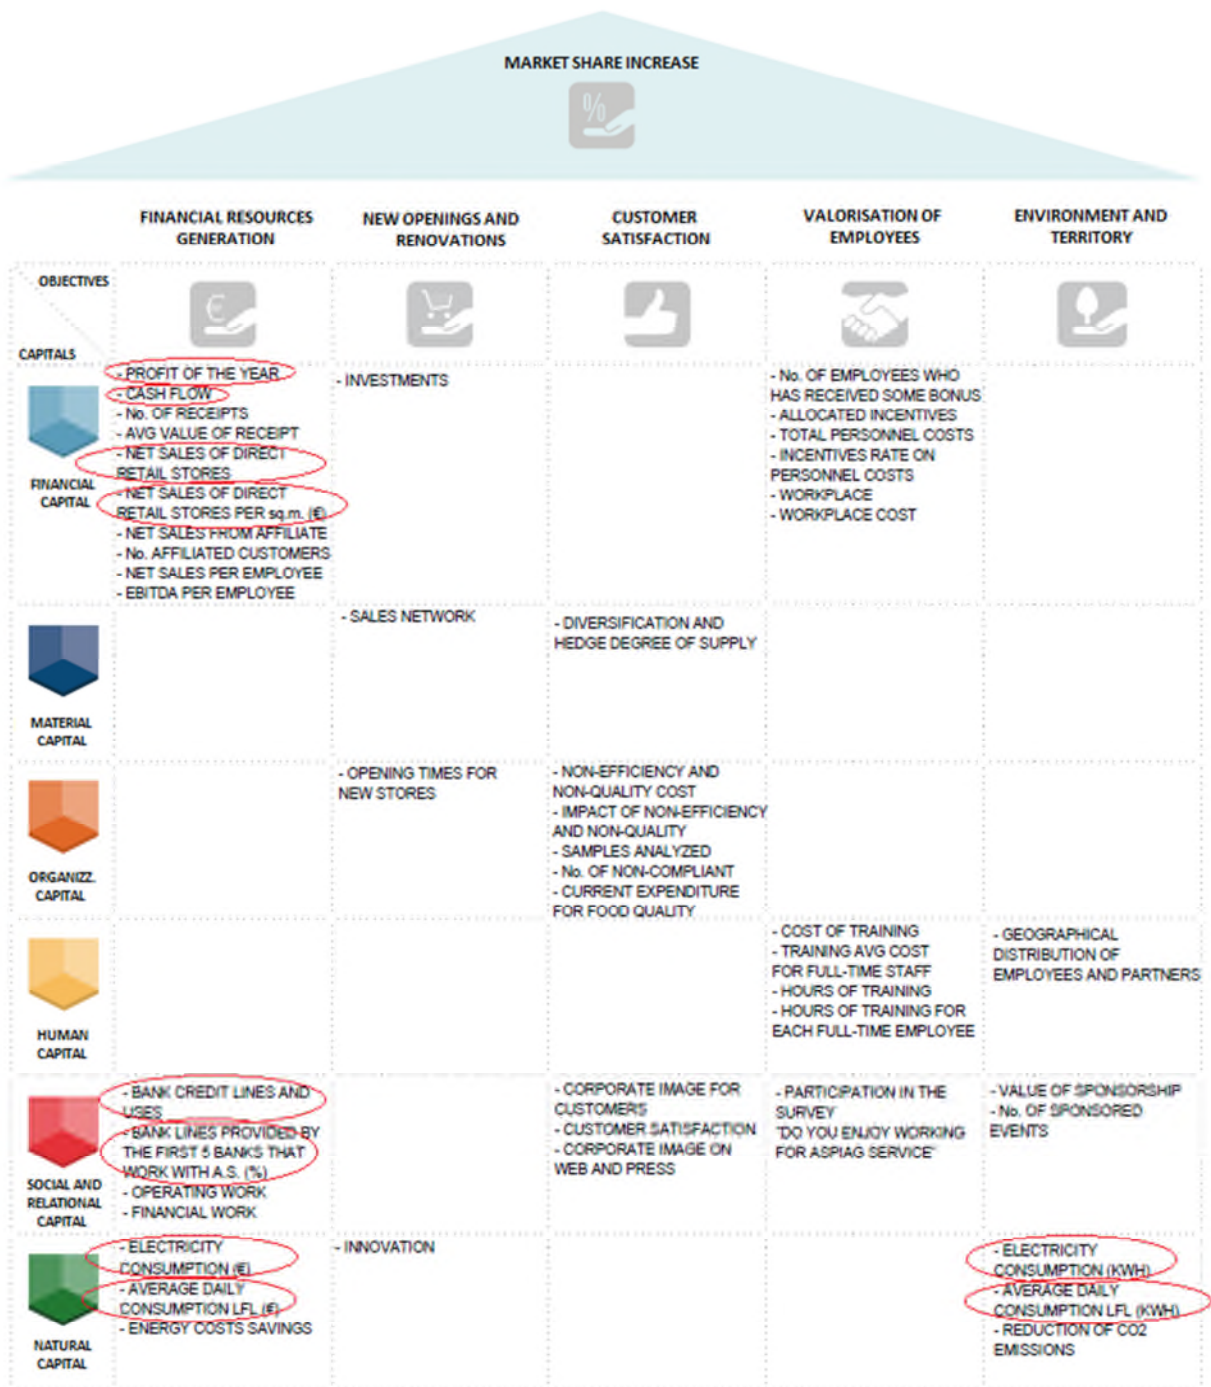 MARKET SHARE INCREASE
%
FINANCIAL RESOURCES
GENERATION
NEW OPENINGS AND
RENOVATIONS
CUSTOMER
SATISFACTION
VALORISATION OF
EMPLOYEES
ENVIRONMENT AND
TERRITORY
OBJECTIVES
CAPITALS
€
FINANCIAL
CAPITAL
- PROFIT OF THE YEAR
- CASH FLOW
- No. OF RECEIPTS
- AVG VALUE OF RECEIPT
- NET SALES OF DIRECT
RETAIL STORES
- NET SALES OF DIRECT
RETAIL STORES PER sq.m. (€)
- NET SALES FROM AFFILIATE
- No. AFFILIATED CUSTOMERS
- NET SALES PER EMPLOYEE
- EBITDA PER EMPLOYEE
- INVESTMENTS
- No. OF EMPLOYEES WHO
HAS RECEIVED SOME BONUS
- ALLOCATED INCENTIVES
- TOTAL PERSONNEL COSTS
- INCENTIVES RATE ON
PERSONNEL COSTS
- WORKPLACE
- WORKPLACE COST
MATERIAL
CAPITAL
- SALES NETWORK
- DIVERSIFICATION AND
HEDGE DEGREE OF SUPPLY
ORGANIZZ.
CAPITAL
- OPENING TIMES FOR
NEW STORES
- NON-EFFICIENCY AND
NON-QUALITY COST
- IMPACT OF NON-EFFICIENCY
AND NON-QUALITY
- SAMPLES ANALYZED
- No. OF NON-COMPLIANT
- CURRENT EXPENDITURE
FOR FOOD QUALITY
HUMAN
CAPITAL
- COST OF TRAINING
- TRAINING AVG COST
FOR FULL-TIME STAFF
- HOURS OF TRAINING
- HOURS OF TRAINING FOR
EACH FULL-TIME EMPLOYEE
- GEOGRAPHICAL
DISTRIBUTION OF
EMPLOYEES AND PARTNERS
SOCIAL AND
RELATIONAL
CAPITAL
- BANK CREDIT LINES AND
USES
- BANK LINES PROVIDED BY
THE FIRST 5 BANKS THAT
WORK WITH A.S. (%)
- OPERATING WORK
- FINANCIAL WORK
- CORPORATE IMAGE FOR
CUSTOMERS
- CUSTOMER SATISFACTION
- CORPORATE IMAGE ON
WEB AND PRESS
- PARTICIPATION IN THE
SURVEY
"DO YOU ENJOY WORKING
FOR ASPIAG SERVICE"
- VALUE OF SPONSORSHIP
- No. OF SPONSORED
EVENTS
NATURAL
CAPITAL
- ELECTRICITY
CONSUMPTION (€)
- AVERAGE DAILY
CONSUMPTION LFL (€)
- ENERGY COSTS SAVINGS
- INNOVATION
- ELECTRICITY
CONSUMPTION (KWH)
- AVERAGE DAILY
CONSUMPTION LFL (KWH)
- REDUCTION OF CO2
EMISSIONS